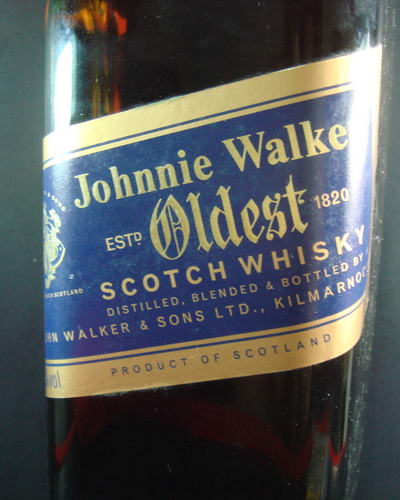 Johnnie Walke
ESTD Oldest 1820
SCOTCH WHISKY
DISTILLED, BLENDED & BOTTLED BY
HN WALKER & SONS LTD., KILMARNOC
PRODUCT OF SCOTLAND
vol